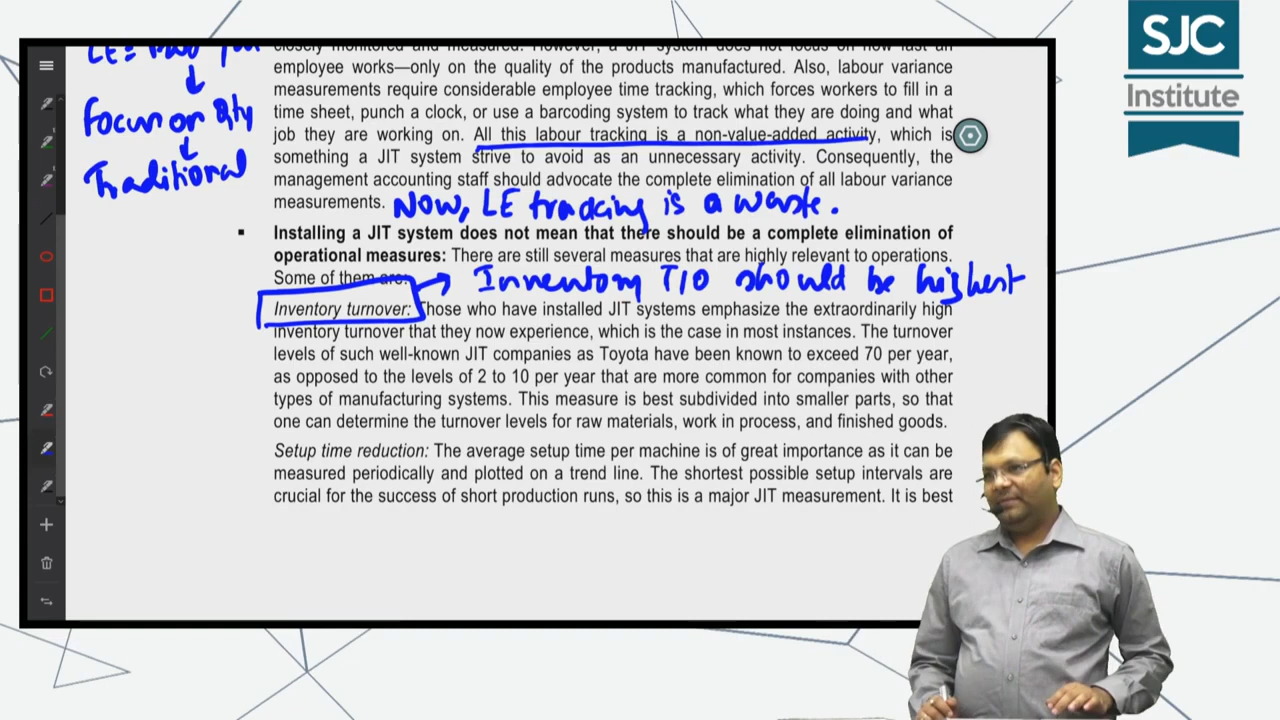 SJC
Institute
Focus on Qty
Traditional
closely monitored and measured. However, a JIT system does not focus on how fast an
employee works—only on the quality of the products manufactured. Also, labour variance
measurements require considerable employee time tracking, which forces workers to fill in a
time sheet, punch a clock, or use a barcoding system to track what they are doing and what
job they are working on. All this labour tracking is a non-value-added activity, which is
something a JIT system strive to avoid as an unnecessary activity. Consequently, the
management accounting staff should advocate the complete elimination of all labour variance
measurements. Now, LE tracking is a waste.
▪ Installing a JIT system does not mean that there should be a complete elimination of
operational measures: There are still several measures that are highly relevant to operations.
Some of them are:
Inventory T/O should be highest
Inventory turnover: Those who have installed JIT systems emphasize the extraordinarily high
inventory turnover that they now experience, which is the case in most instances. The turnover
levels of such well-known JIT companies as Toyota have been known to exceed 70 per year,
as opposed to the levels of 2 to 10 per year that are more common for companies with other
types of manufacturing systems. This measure is best subdivided into smaller parts, so that
one can determine the turnover levels for raw materials, work in process, and finished goods.
Setup time reduction: The average setup time per machine is of great importance as it can be
measured periodically and plotted on a trend line. The shortest possible setup intervals are
crucial for the success of short production runs, so this is a major JIT measurement. It is best